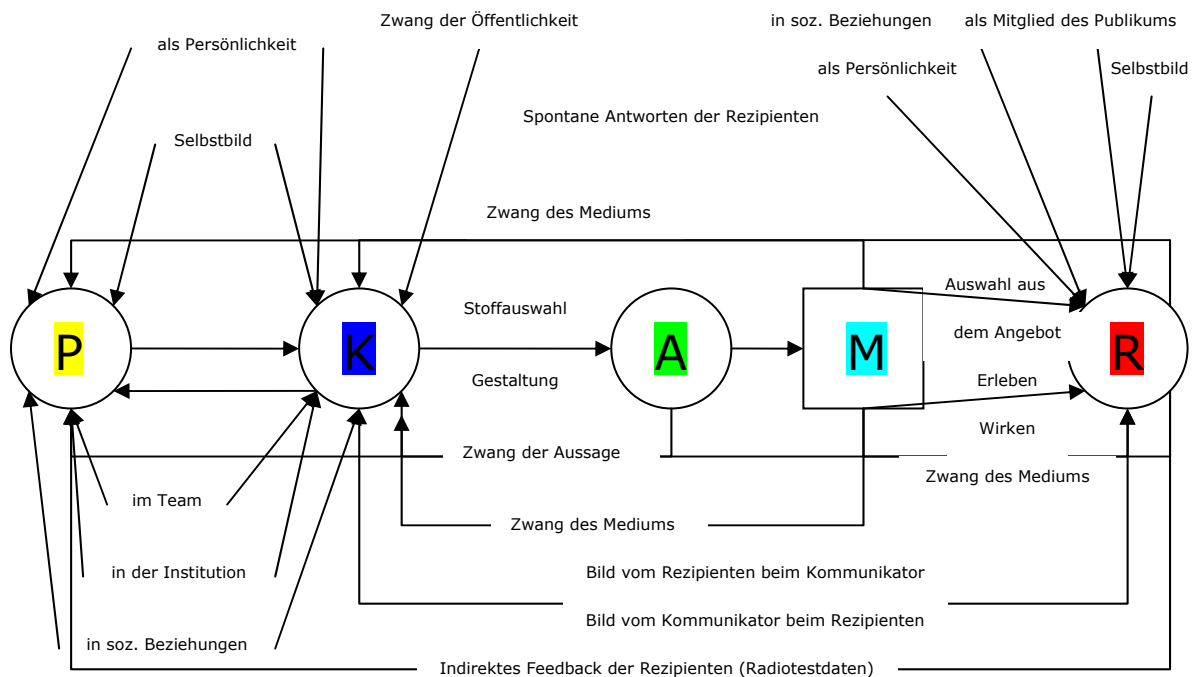 Zwang der Öffentlichkeit
in soz. Beziehungen
als Mitglied des Publikums
als Persönlichkeit
als Persönlichkeit
Selbstbild
Spontane Antworten der Rezipienten
Selbstbild
Zwang des Mediums
Stoffauswahl
Auswahl aus
dem Angebot
P
K
A
M
R
Gestaltung
Erleben
Wirken
Zwang der Aussage
Zwang des Mediums
im Team
Zwang des Mediums
in der Institution
Bild vom Rezipienten beim Kommunikator
Bild vom Kommunikator beim Rezipienten
in soz. Beziehungen
Indirektes Feedback der Rezipienten (Radiotestdaten)